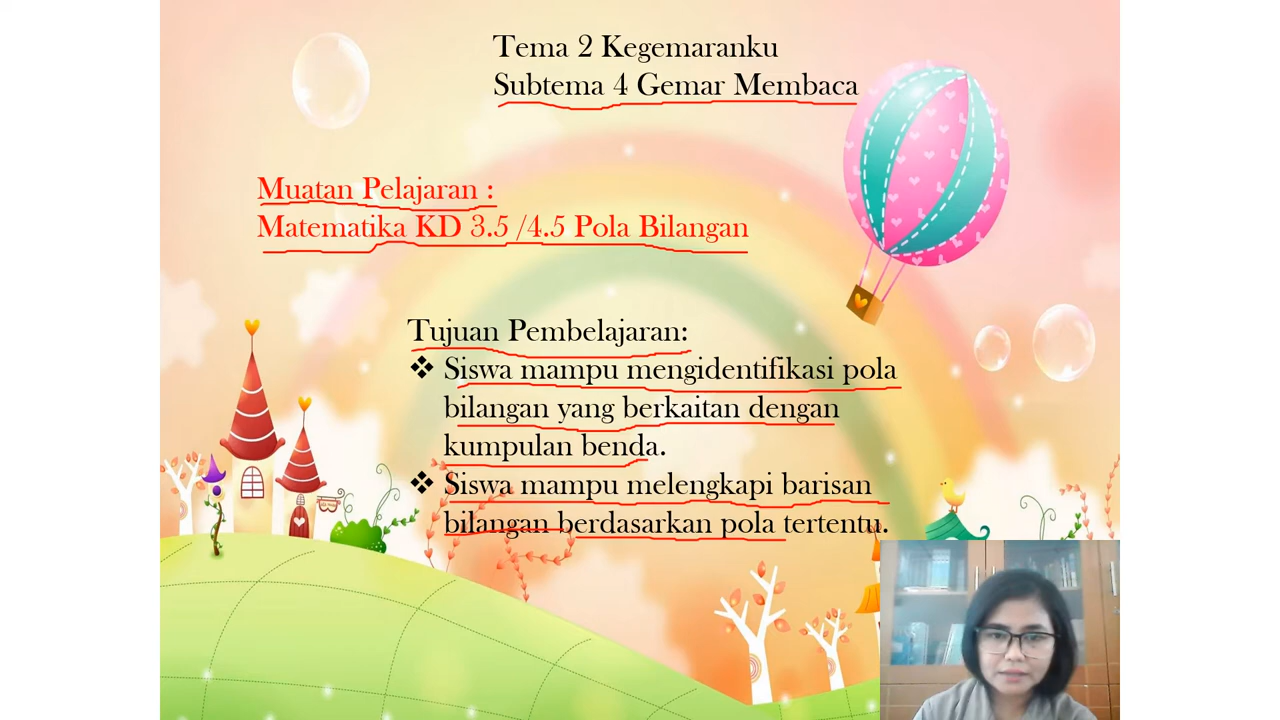 Tema 2 Kegemaranku
Subtema 4 Gemar Membaca
Muatan Pelajaran :
Matematika KD 3.5 /4.5 Pola Bilangan
Tujuan Pembelajaran:
❖ Siswa mampu mengidentifikasi pola
bilangan yang berkaitan dengan
kumpulan benda.
❖ Siswa mampu melengkapi barisan
bilangan berdasarkan pola tertentu.